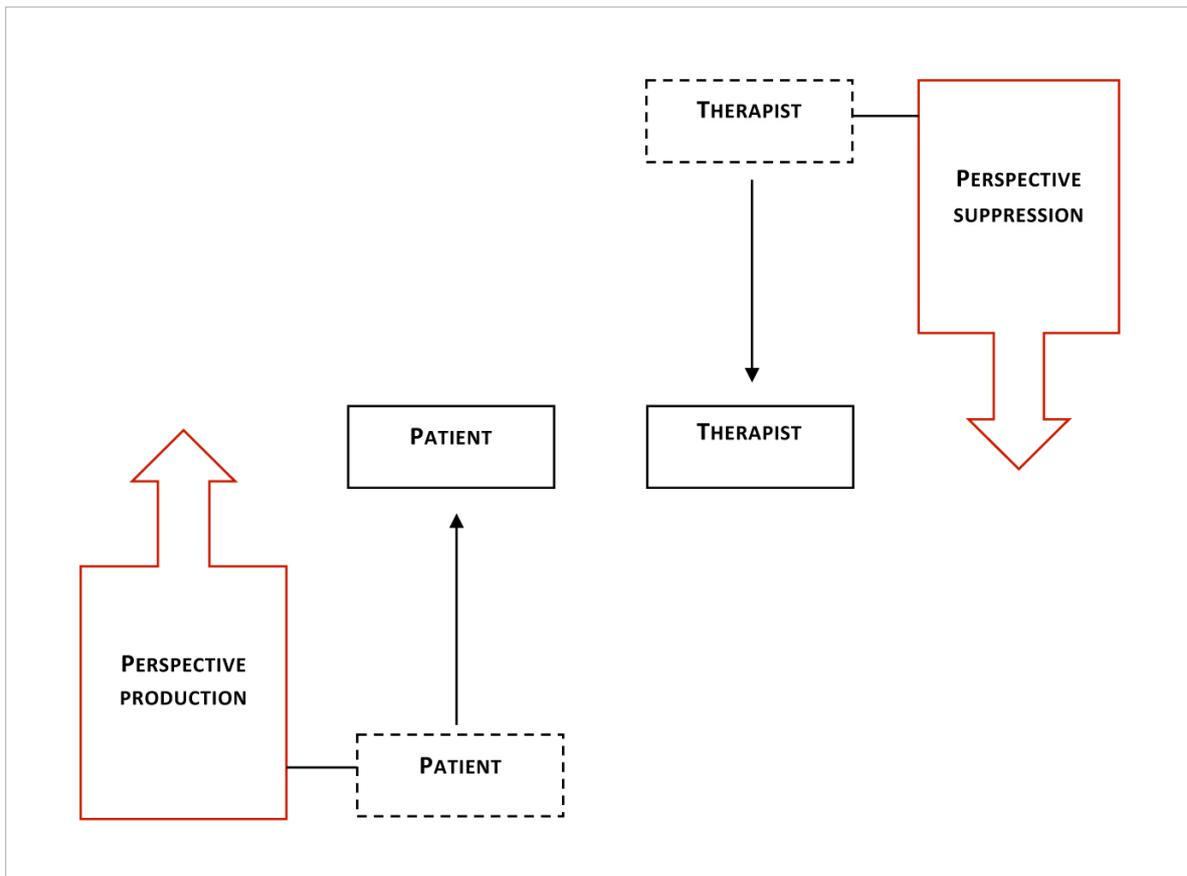 THERAPIST
PERSPECTIVE
SUPPRESSION
PATIENT
THERAPIST
PERSPECTIVE
PRODUCTION
PATIENT